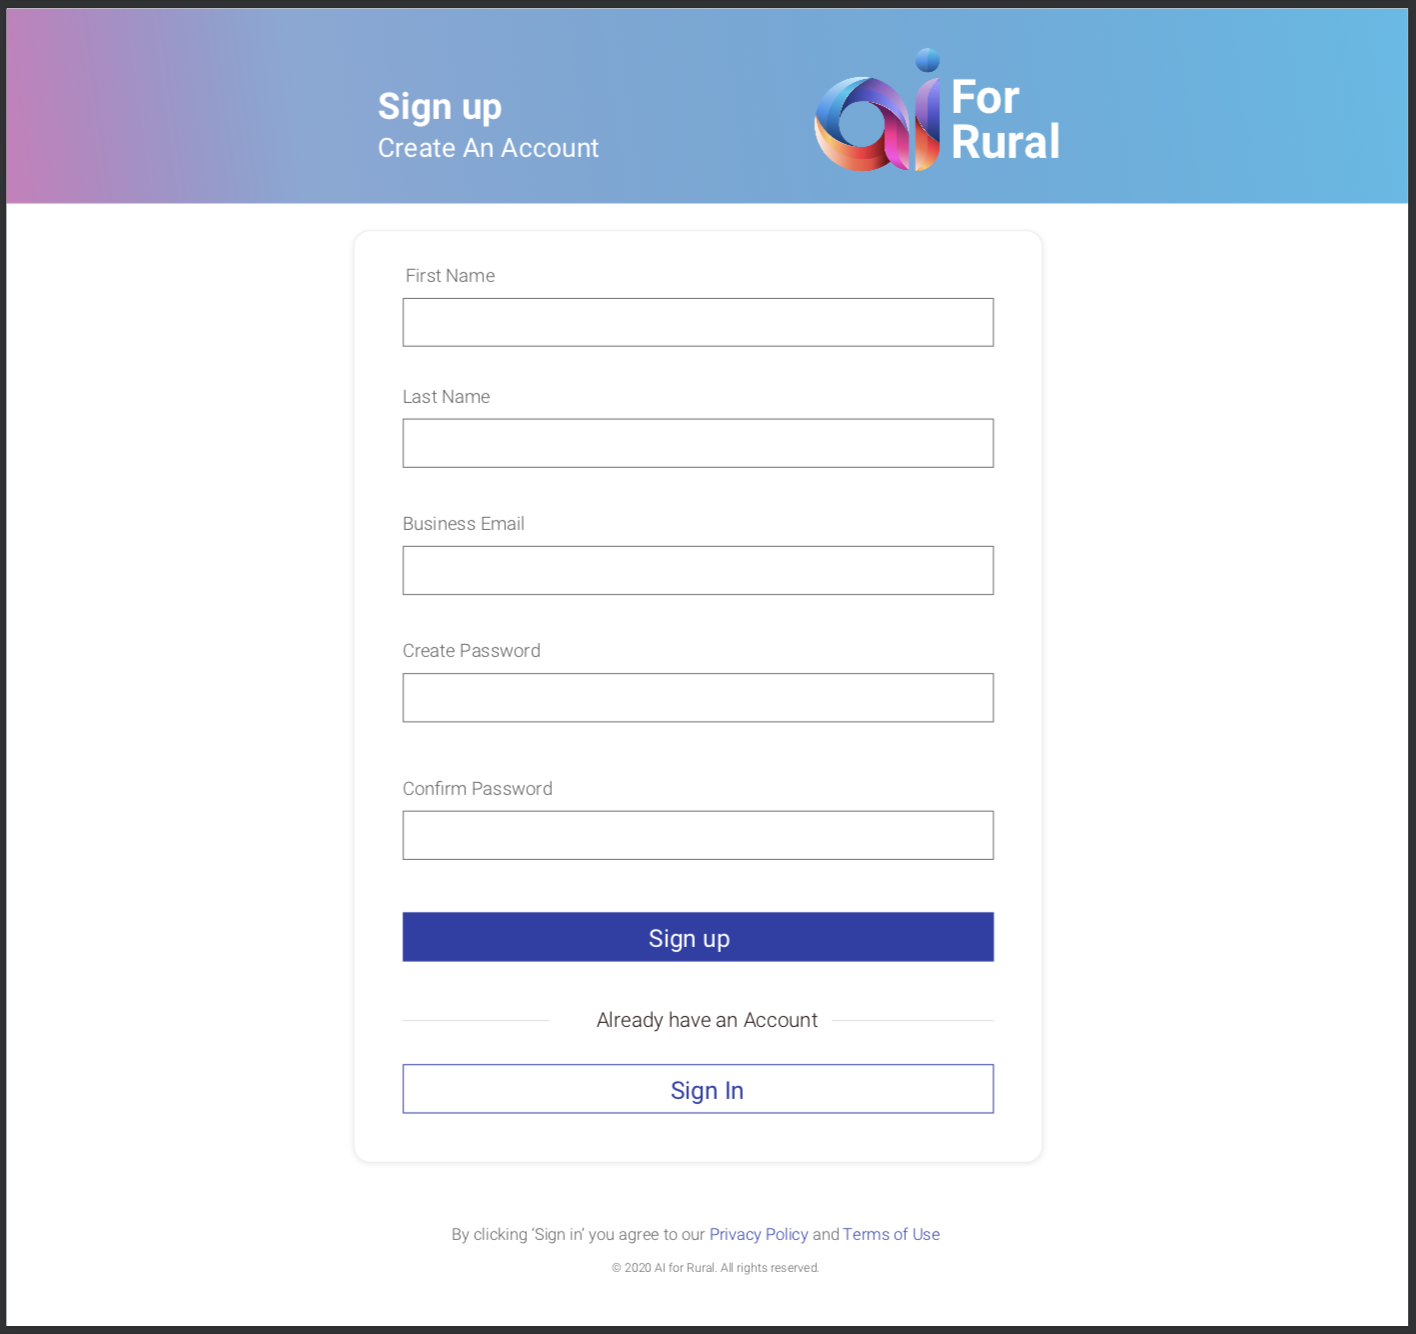 Sign up
Create An Account
ai For
Rural
First Name
Last Name
Business Email
Create Password
Confirm Password
Sign up
Already have an Account
Sign In
By clicking ‘Sign in’ you agree to our Privacy Policy and Terms of Use
© 2020 AI for Rural. All rights reserved.